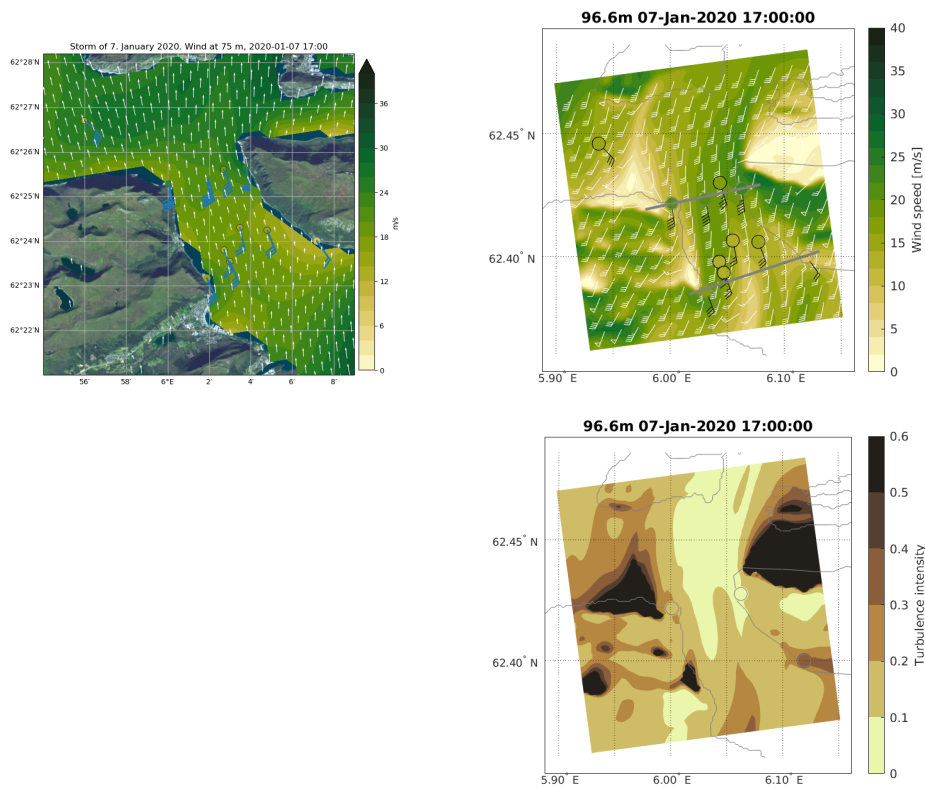 Storm of 7. January 2020. Wind at 75 m, 2020-01-07 17:00
62°28'N
62°27'N
62°26'N
62°25'N
62°24'N
62°23'N
62°22'N
56'
58'
6°E
2'
4'
6'
8'
36
30
24
18
12
6
0
m/s
96.6m 07-Jan-2020 17:00:00
62.45° N
62.40° N
5.90° E
6.00° E
6.10° E
40
35
30
25
20
15
10
5
0
Wind speed [m/s]
96.6m 07-Jan-2020 17:00:00
62.45° N
62.40° N
5.90° E
6.00° E
6.10° E
0.6
0.5
0.4
0.3
0.2
0.1
0
Turbulence intensity